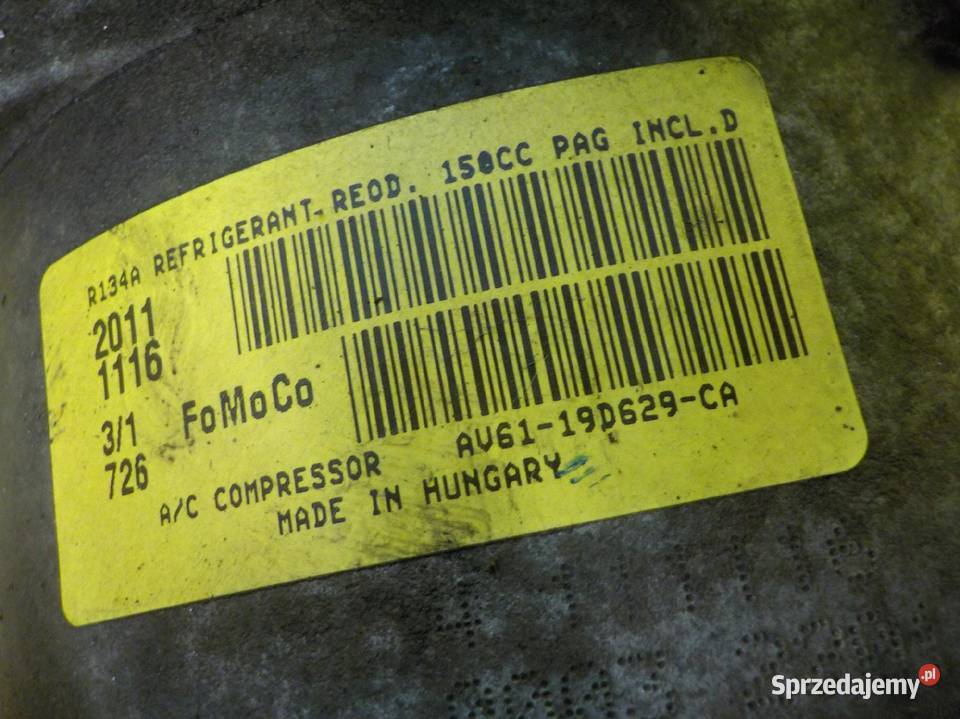 R134A REFRIGERANT REQD. 150CC PAG INCL.D
2011
1116
3/1
726
FoMoCo
AV61-19D629-CA
A/C COMPRESSOR
MADE IN HUNGARY
Sprzedajemy.pl